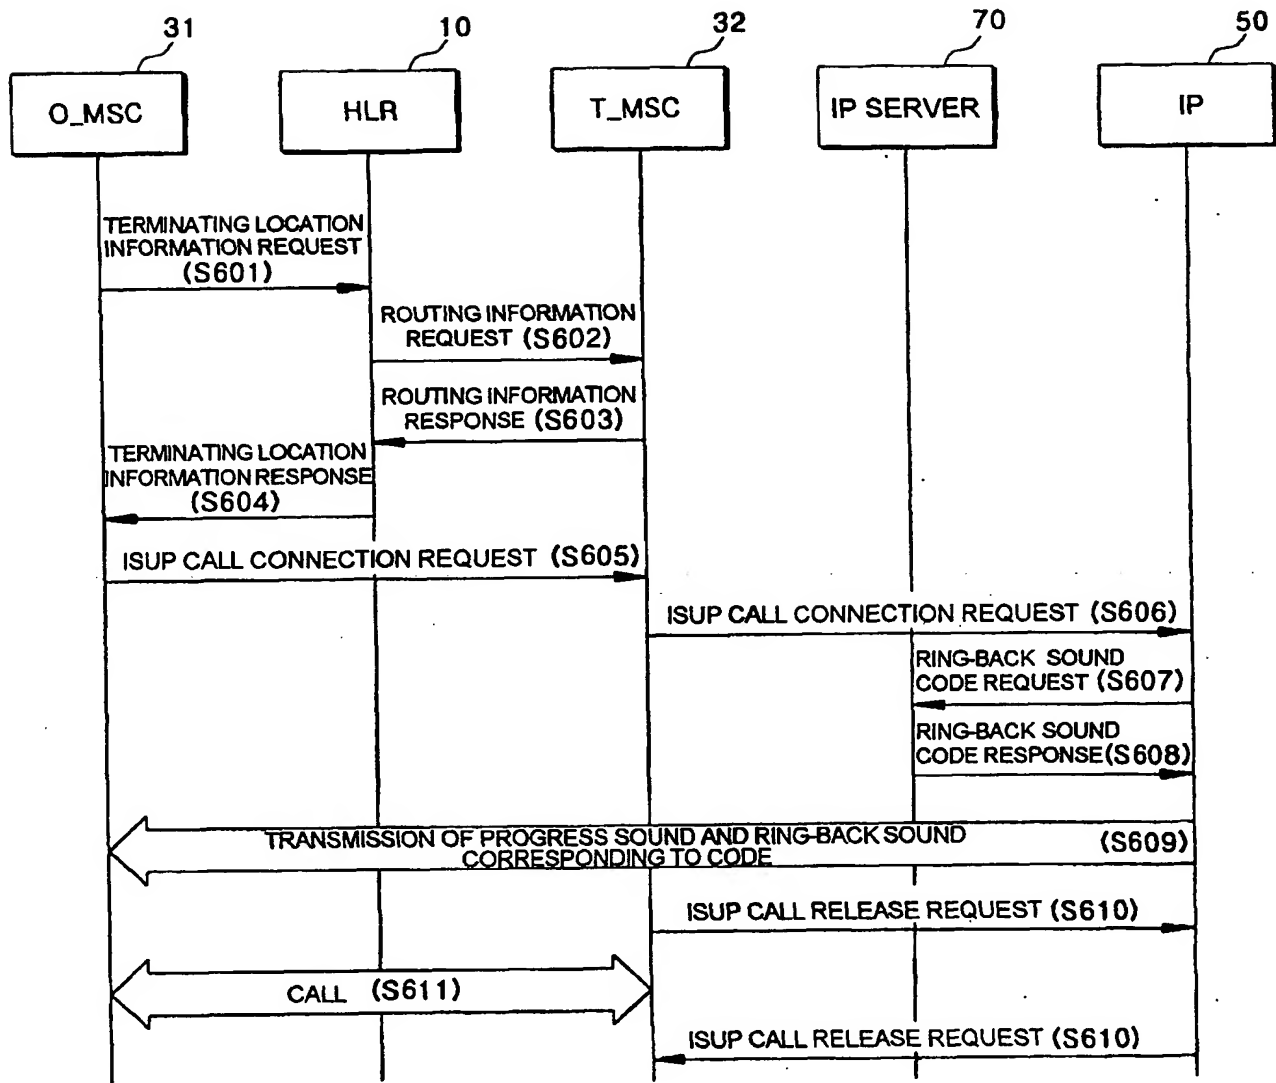 31
10
32
70
50
O_MSC
HLR
T_MSC
IP SERVER
IP
TERMINATING LOCATION
INFORMATION REQUEST
(S601)
ROUTING INFORMATION
REQUEST (S602)
ROUTING INFORMATION
RESPONSE (S603)
TERMINATING LOCATION
INFORMATION RESPONSE
(S604)
ISUP CALL CONNECTION REQUEST (S605)
ISUP CALL CONNECTION REQUEST (S606)
RING-BACK SOUND
CODE REQUEST (S607)
RING-BACK SOUND
CODE RESPONSE(S608)
TRANSMISSION OF PROGRESS SOUND AND RING-BACK SOUND
CORRESPONDING TO CODE
(S609)
ISUP CALL RELEASE REQUEST (S610)
CALL (S611)
ISUP CALL RELEASE REQUEST (S610)